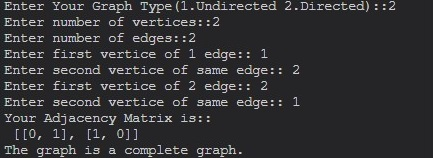 Enter Your Graph Type(1.Undirected 2.Directed)::2
Enter number of vertices::2
Enter number of edges::2
Enter first vertice of 1 edge:: 1
Enter second vertice of same edge:: 2
Enter first vertice of 2 edge:: 2
Enter second vertice of same edge:: 1
Your Adjacency Matrix is::
 [[0, 1], [1, 0]]
The graph is a complete graph.